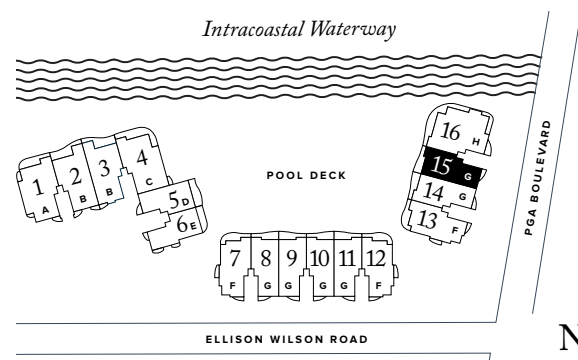 Intracoastal Waterway
16 H
4 C
3 B
2 B
1 A
15 G
14 G
13 F
POOL DECK
5 D
6 E
7 F
8 G
9 G
10 G
11 G
12 F
PGA BOULEVARD
ELLISON WILSON ROAD
N